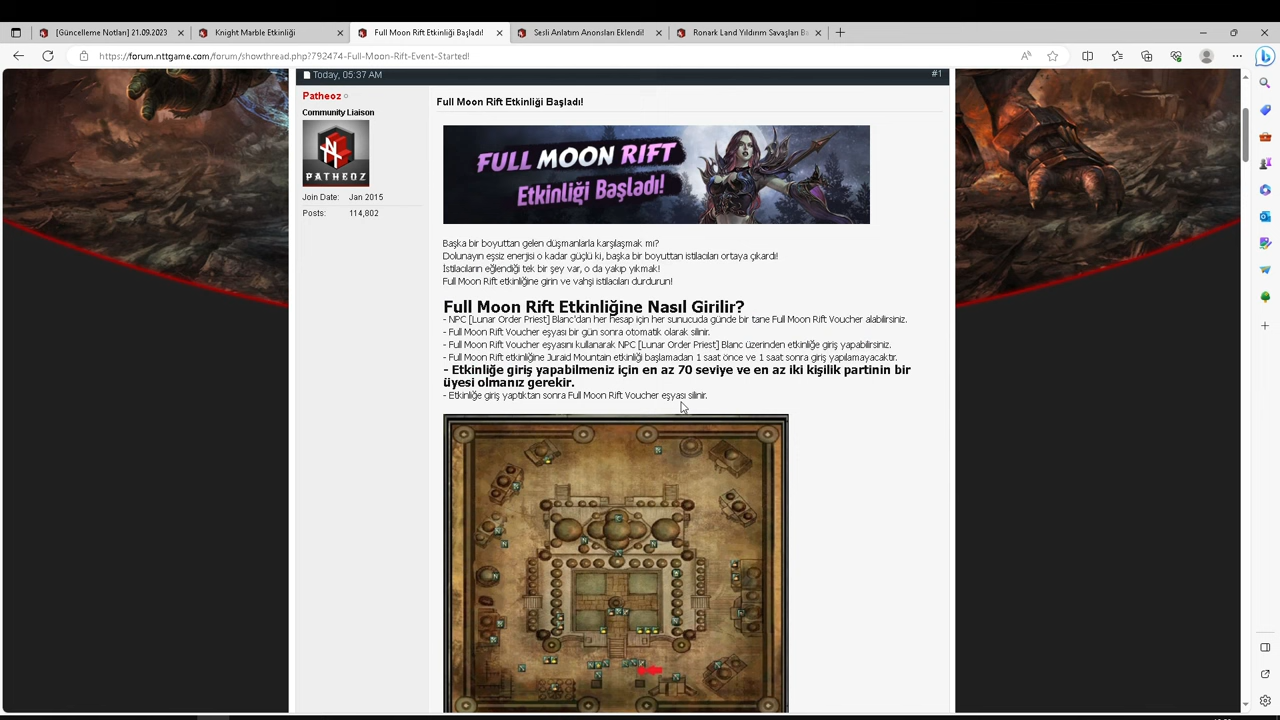 [Güncelleme Notları] 21.09.2023
Knight Marble Etkinliği
Full Moon Rift Etkinliği Başladı!
Sesli Anlatım Anonsları Eklendi!
Ronark Land Yıldırım Savaşları Ba
https://forum.nttgame.com/forum/showthread.php?792474-Full-Moon-Rift-Event-Started!
Today, 05:37 AM
#1
Patheoz
Community Liaison
PATHEOZ
Join Date: Jan 2015
Posts: 114,802
Full Moon Rift Etkinliği Başladı!
FULL MOON RIFT
Etkinliği Başladı!
Başka bir boyuttan gelen düşmanlarla karşılaşmak mı?
Dolunayın eşsiz enerjisi o kadar güçlü ki, başka bir boyuttan istilacıları ortaya çıkardı!
İstilacıların eğlendiği tek bir şey var, o da yakıp yıkmak!
Full Moon Rift etkinliğine girin ve vahşi istilacıları durdurun!
Full Moon Rift Etkinliğine Nasıl Girilir?
- NPC [Lunar Order Priest] Blanc'dan her hesap için her sunucuda günde bir tane Full Moon Rift Voucher alabilirsiniz.
- Full Moon Rift Voucher eşyası bir gün sonra otomatik olarak silinir.
- Full Moon Rift Voucher eşyasını kullanarak NPC [Lunar Order Priest] Blanc üzerinden etkinliğe giriş yapabilirsiniz.
- Full Moon Rift etkinliğine Juraid Mountain etkinliği başlamadan 1 saat önce ve 1 saat sonra giriş yapılamayacaktır.
- Etkinliğe giriş yapabilmeniz için en az 70 seviye ve en az iki kişilik partinin bir
üyesi olmanız gerekir.
- Etkinliğe giriş yaptıktan sonra Full Moon Rift Voucher eşyası silinir.